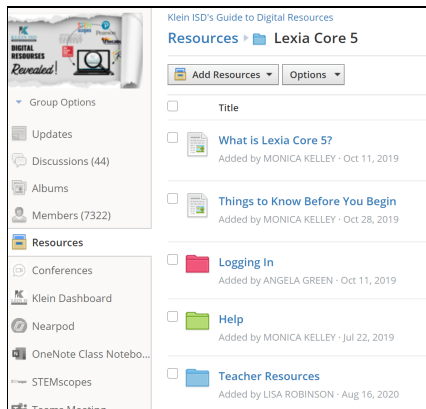 Klein ISD's Guide to Digital Resources
Resources Lexia Core 5
DIGITAL
RESOURSES
Revealed!
Group Options
Updates
Discussions (44)
Albums
Members (7322)
Resources
Conferences
Klein Dashboard
Nearpod
OneNote Class Notebo...
STEMscopes
Teams Meeting
Add Resources
Options
Title
What is Lexia Core 5?
Added by MONICA KELLEY · Oct 11, 2019
Things to Know Before You Begin
Added by MONICA KELLEY · Oct 28, 2019
Logging In
Added by ANGELA GREEN · Oct 11, 2019
Help
Added by MONICA KELLEY · Jul 22, 2019
Teacher Resources
Added by LISA ROBINSON · Aug 16, 2020